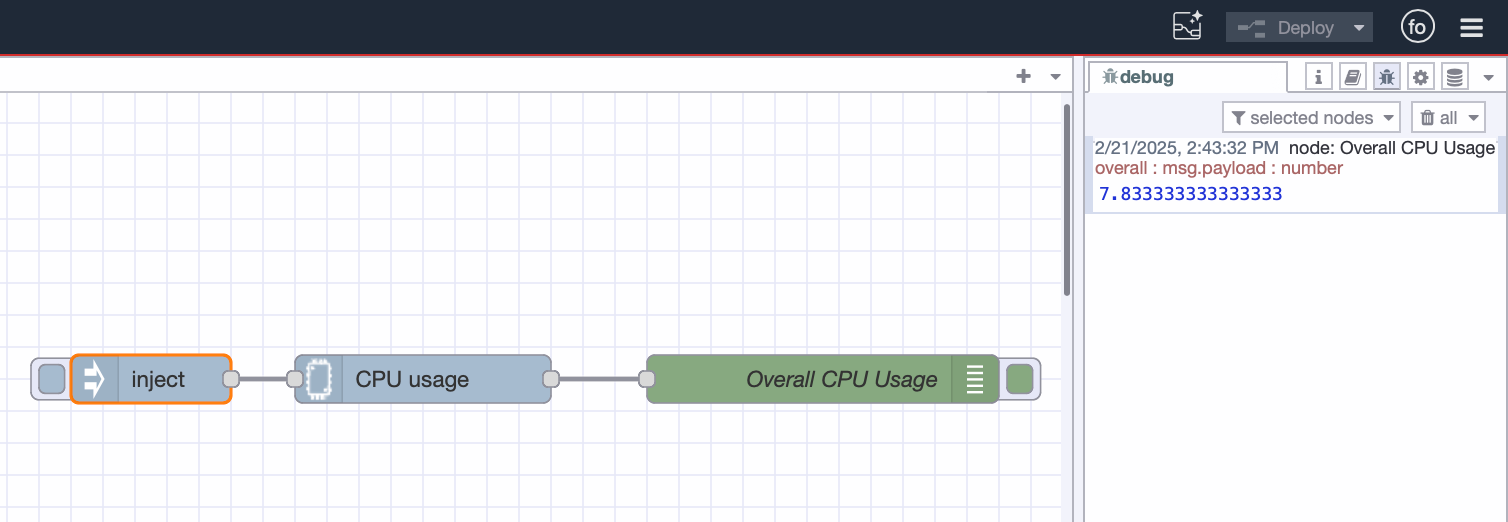 Deploy
fo
debug
selected nodes
all
2/21/2025, 2:43:32 PM node: Overall CPU Usage
overall : msg.payload : number
7.833333333333333
inject
CPU usage
Overall CPU Usage